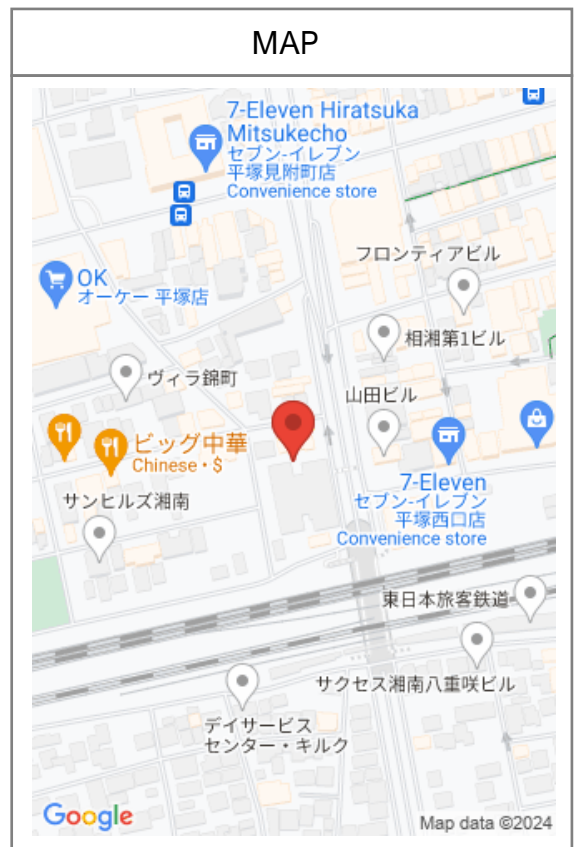 MAP
7-Eleven Hiratsuka
Mitsukecho
セブン-イレブン
平塚見附町店
Convenience store
フロンティアビル
OK
オーケー 平塚店
相湘第1ビル
ヴィラ錦町
山田ビル
ビッグ中華
Chinese・$
7-Eleven
セブン-イレブン
平塚西口店
Convenience store
サンヒルズ湘南
東日本旅客鉄道
サクセス湘南八重咲ビル
デイサービス
センター・キルク
Google
Map data ©2024